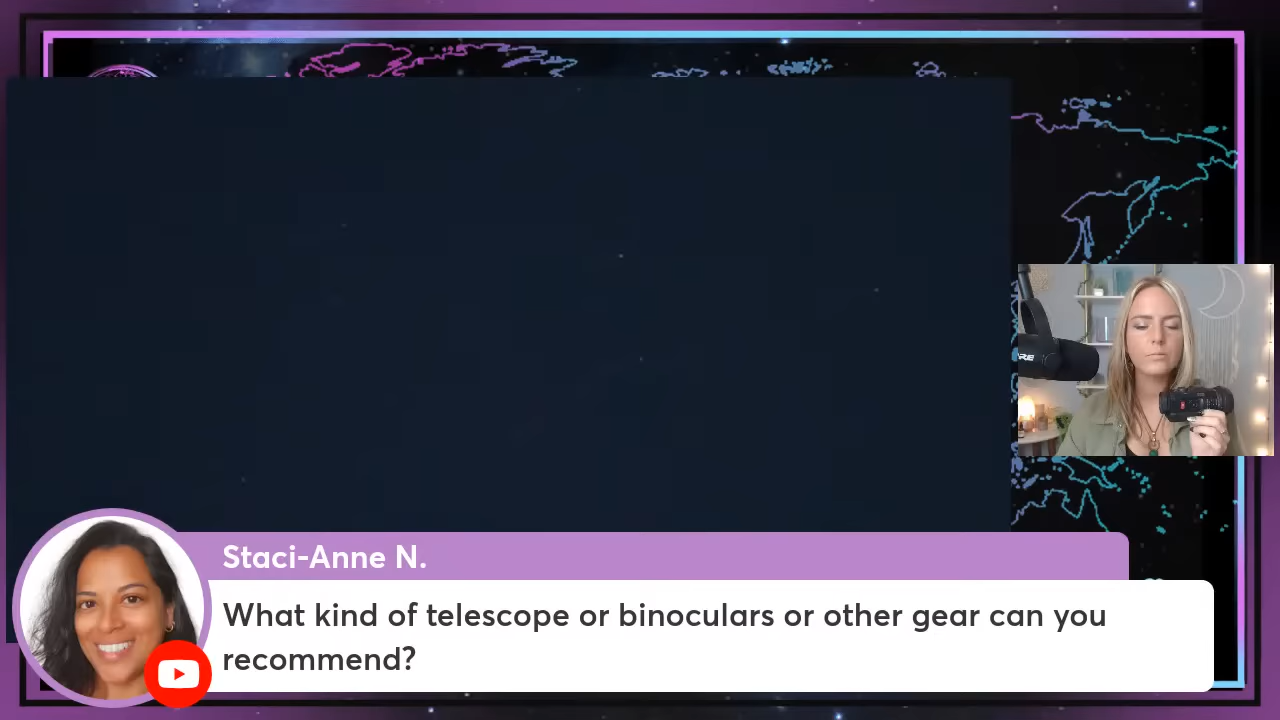 Staci-Anne N.
What kind of telescope or binoculars or other gear can you
recommend?